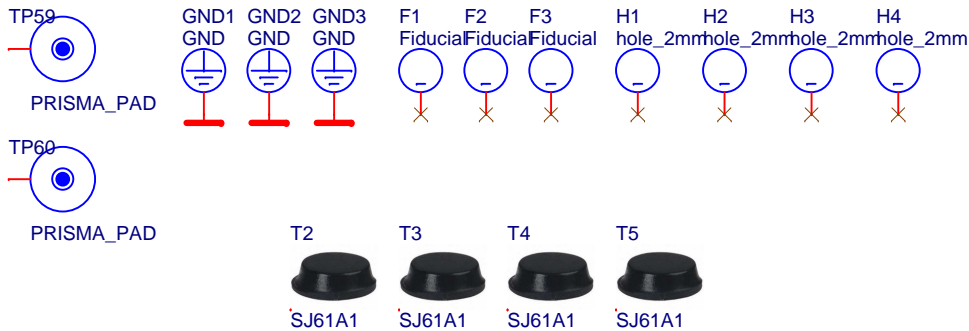 TP59 GND1 GND2 GND3 F1 F2 F3 H1 H2 H3 H4
GND GND GND Fiducial Fiducial Fiducial hole_2mm hole_2mm hole_2mm hole_2mm
PRISMA_PAD
TP60
PRISMA_PAD
T2 T3 T4 T5
SJ61A1 SJ61A1 SJ61A1 SJ61A1